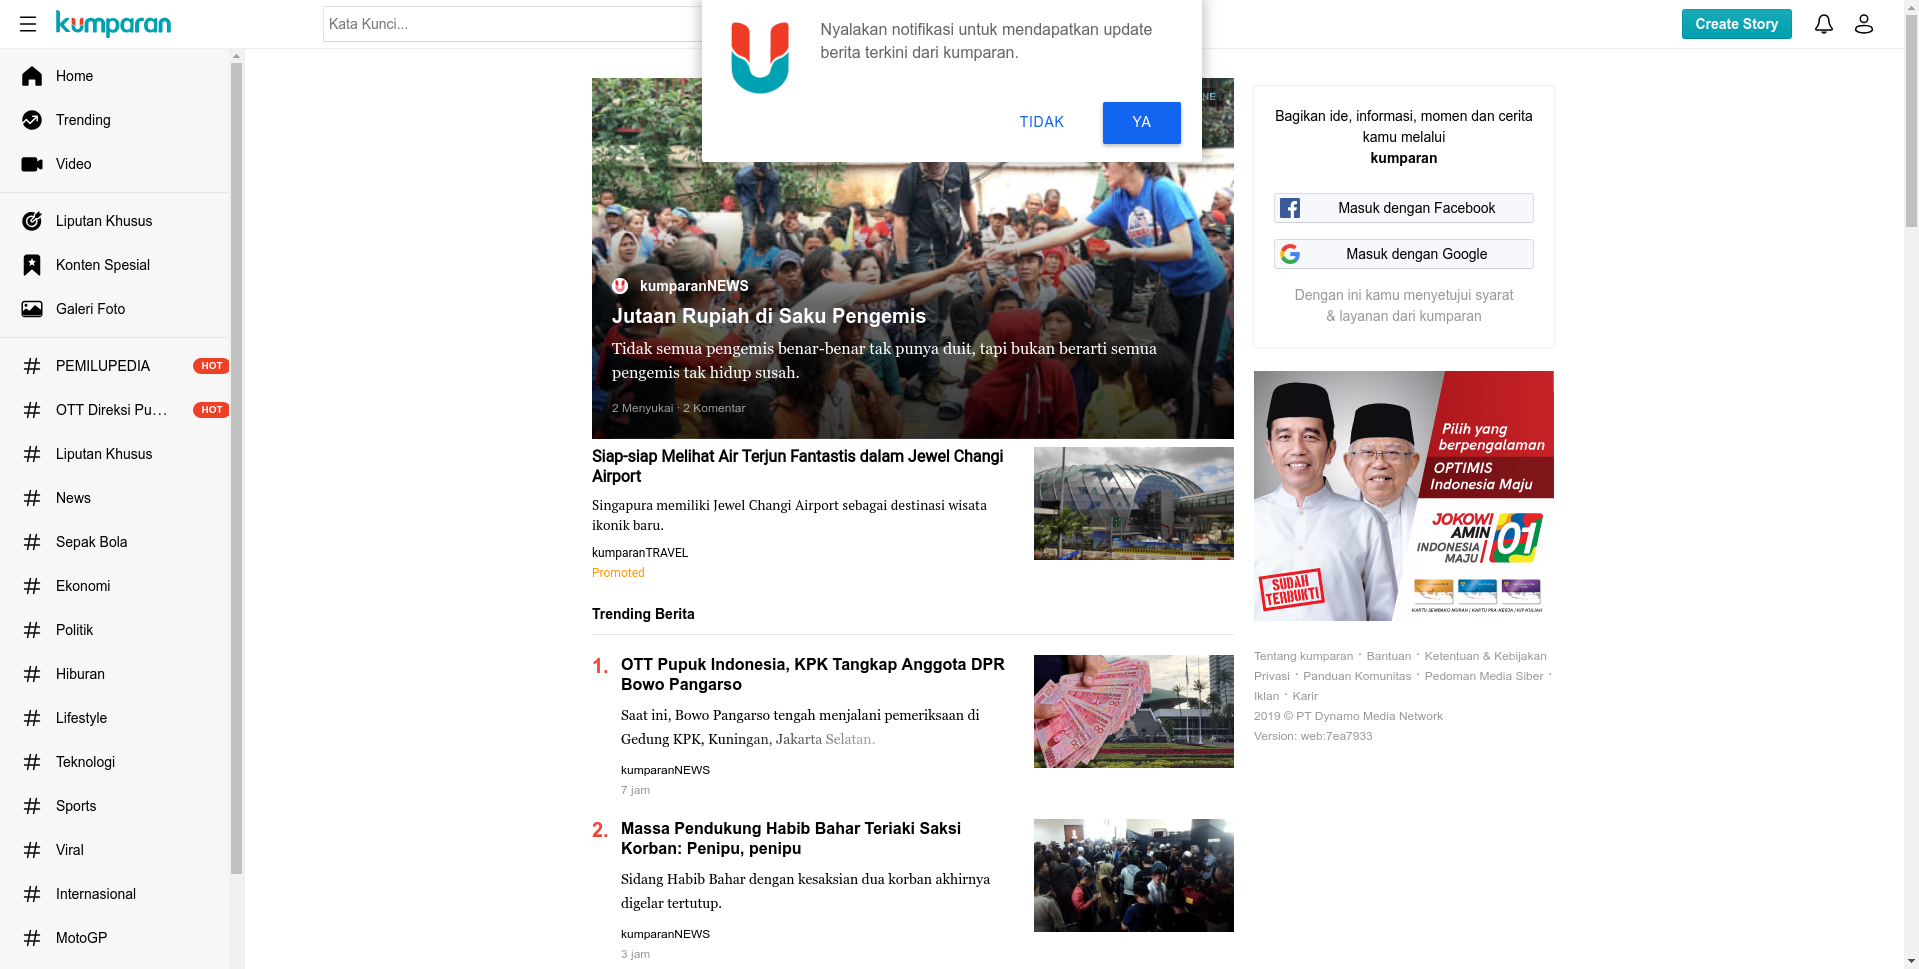 kumparan
Kata Kunci...
Nyalakan notifikasi untuk mendapatkan update
berita terkini dari kumparan.
TIDAK
YA
Create Story
Home
Trending
Video
Liputan Khusus
Konten Spesial
Galeri Foto
PEMILUPEDIA
HOT
OTT Direksi Pu...
HOT
Liputan Khusus
News
Sepak Bola
Ekonomi
Politik
Hiburan
Lifestyle
Teknologi
Sports
Viral
Internasional
MotoGP
kumparanNEWS
Jutaan Rupiah di Saku Pengemis
Tidak semua pengemis benar-benar tak punya duit, tapi bukan berarti semua
pengemis tak hidup susah.
2 Menyukai · 2 Komentar
Siap-siap Melihat Air Terjun Fantastis dalam Jewel Changi
Airport
Singapura memiliki Jewel Changi Airport sebagai destinasi wisata
ikonik baru.
kumparanTRAVEL
Promoted
Trending Berita
1.
OTT Pupuk Indonesia, KPK Tangkap Anggota DPR
Bowo Pangarso
Saat ini, Bowo Pangarso tengah menjalani pemeriksaan di
Gedung KPK, Kuningan, Jakarta Selatan.
kumparanNEWS
7 jam
2.
Massa Pendukung Habib Bahar Teriaki Saksi
Korban: Penipu, penipu
Sidang Habib Bahar dengan kesaksian dua korban akhirnya
digelar tertutup.
kumparanNEWS
3 jam
Bagikan ide, informasi, momen dan cerita
kamu melalui
kumparan
Masuk dengan Facebook
Masuk dengan Google
Dengan ini kamu menyetujui syarat
& layanan dari kumparan
Pilih yang
berpengalaman
OPTIMIS
Indonesia Maju
JOKOWI
AMIN
INDONESIA
MAJU
01
SUDAH
TERBUKTI
KARTU SEMBAKO MURAH | KARTU PRA-KERJA | KIP KULIAH
Tentang kumparan · Bantuan · Ketentuan & Kebijakan
Privasi · Panduan Komunitas · Pedoman Media Siber ·
Iklan · Karir
2019 © PT Dynamo Media Network
Version: web:7ea7933